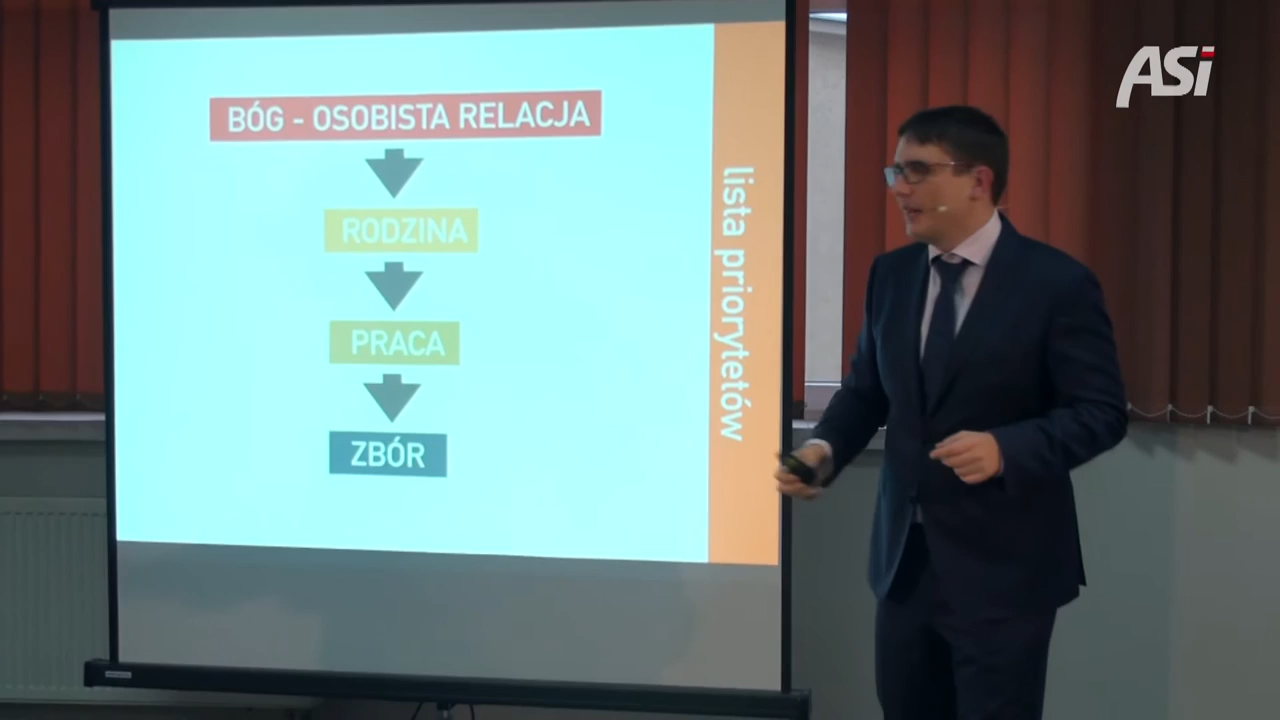 BÓG - OSOBISTA RELACJA
RODZINA
PRACA
ZBÓR
lista priorytetów
ASi